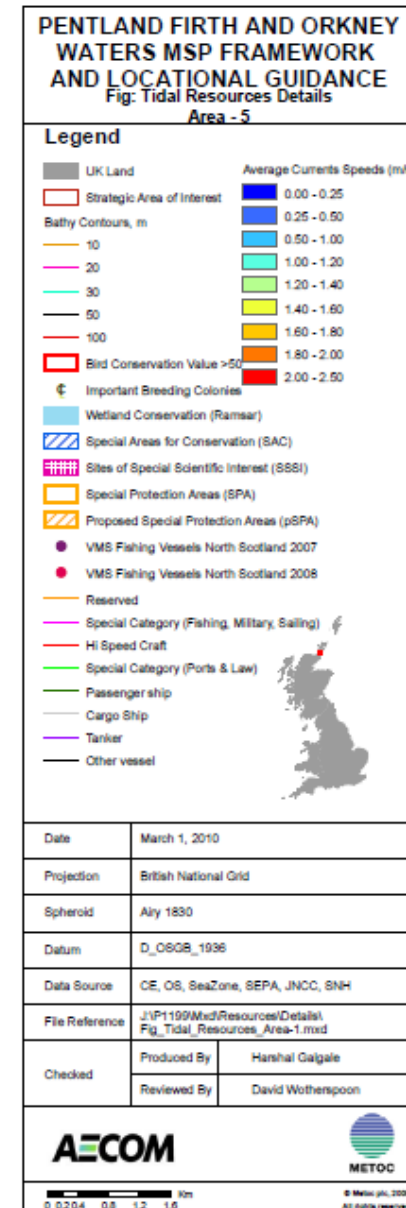 PENTLAND FIRTH AND ORKNEY
WATERS MSP FRAMEWORK
AND LOCATIONAL GUIDANCE
Fig: Tidal Resources Details
Area - 5
Legend
UK Land
Strategic Area of Interest
Bathy Contours, m
10
20
30
50
100
Average Currents Speeds (m/
0.00 - 0.25
0.25 - 0.50
0.50 - 1.00
1.00 - 1.20
1.20 - 1.40
1.40 - 1.60
1.60 - 1.80
1.80 - 2.00
2.00 - 2.50
Bird Conservation Value >50
Important Breeding Colonies
Wetland Conservation (Ramsar)
Special Areas for Conservation (SAC)
Sites of Special Scientific Interest (SSSI)
Special Protection Areas (SPA)
Proposed Special Protection Areas (pSPA)
VMS Fishing Vessels North Scotland 2007
VMS Fishing Vessels North Scotland 2008
Reserved
Special Category (Fishing, Military, Sailing)
Hi Speed Craft
Special Category (Ports & Law)
Passenger ship
Cargo Ship
Tanker
Other vessel
Date March 1, 2010
Projection British National Grid
Spheroid Airy 1830
Datum D_OSGB_1936
Data Source CE, OS, SeaZone, SEPA, JNCC, SNH
File Reference J:\P1199\Mxd\Resources\Details\
Fig_Tidal_Resources_Area-1.mxd
Checked
Produced By Harshal Galgale
Reviewed By David Wotherspoon
AECOM
METOC
Km
0 0.20.4 0.8 1.2 1.6
© Metoc plc, 200
All rights reserve